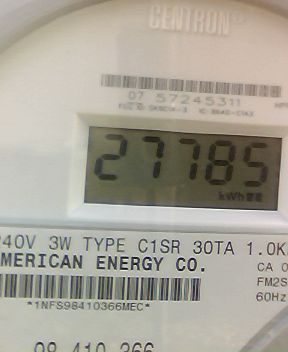 CENTRON®
07 57245311
27785
kWh
240V 3W TYPE C1SR 30TA 1.0K
AMERICAN ENERGY CO.
CA 0
FM2S
60Hz
*1NFS98410366MEC*
98 410 366